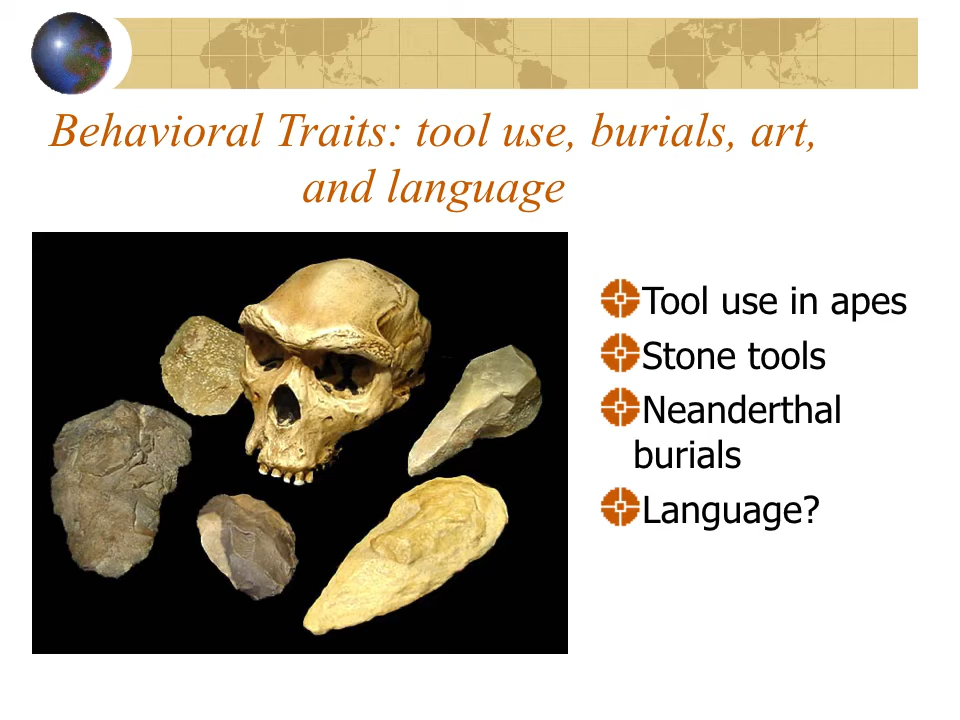 Behavioral Traits: tool use, burials, art,
and language
Tool use in apes
Stone tools
Neanderthal
burials
Language?